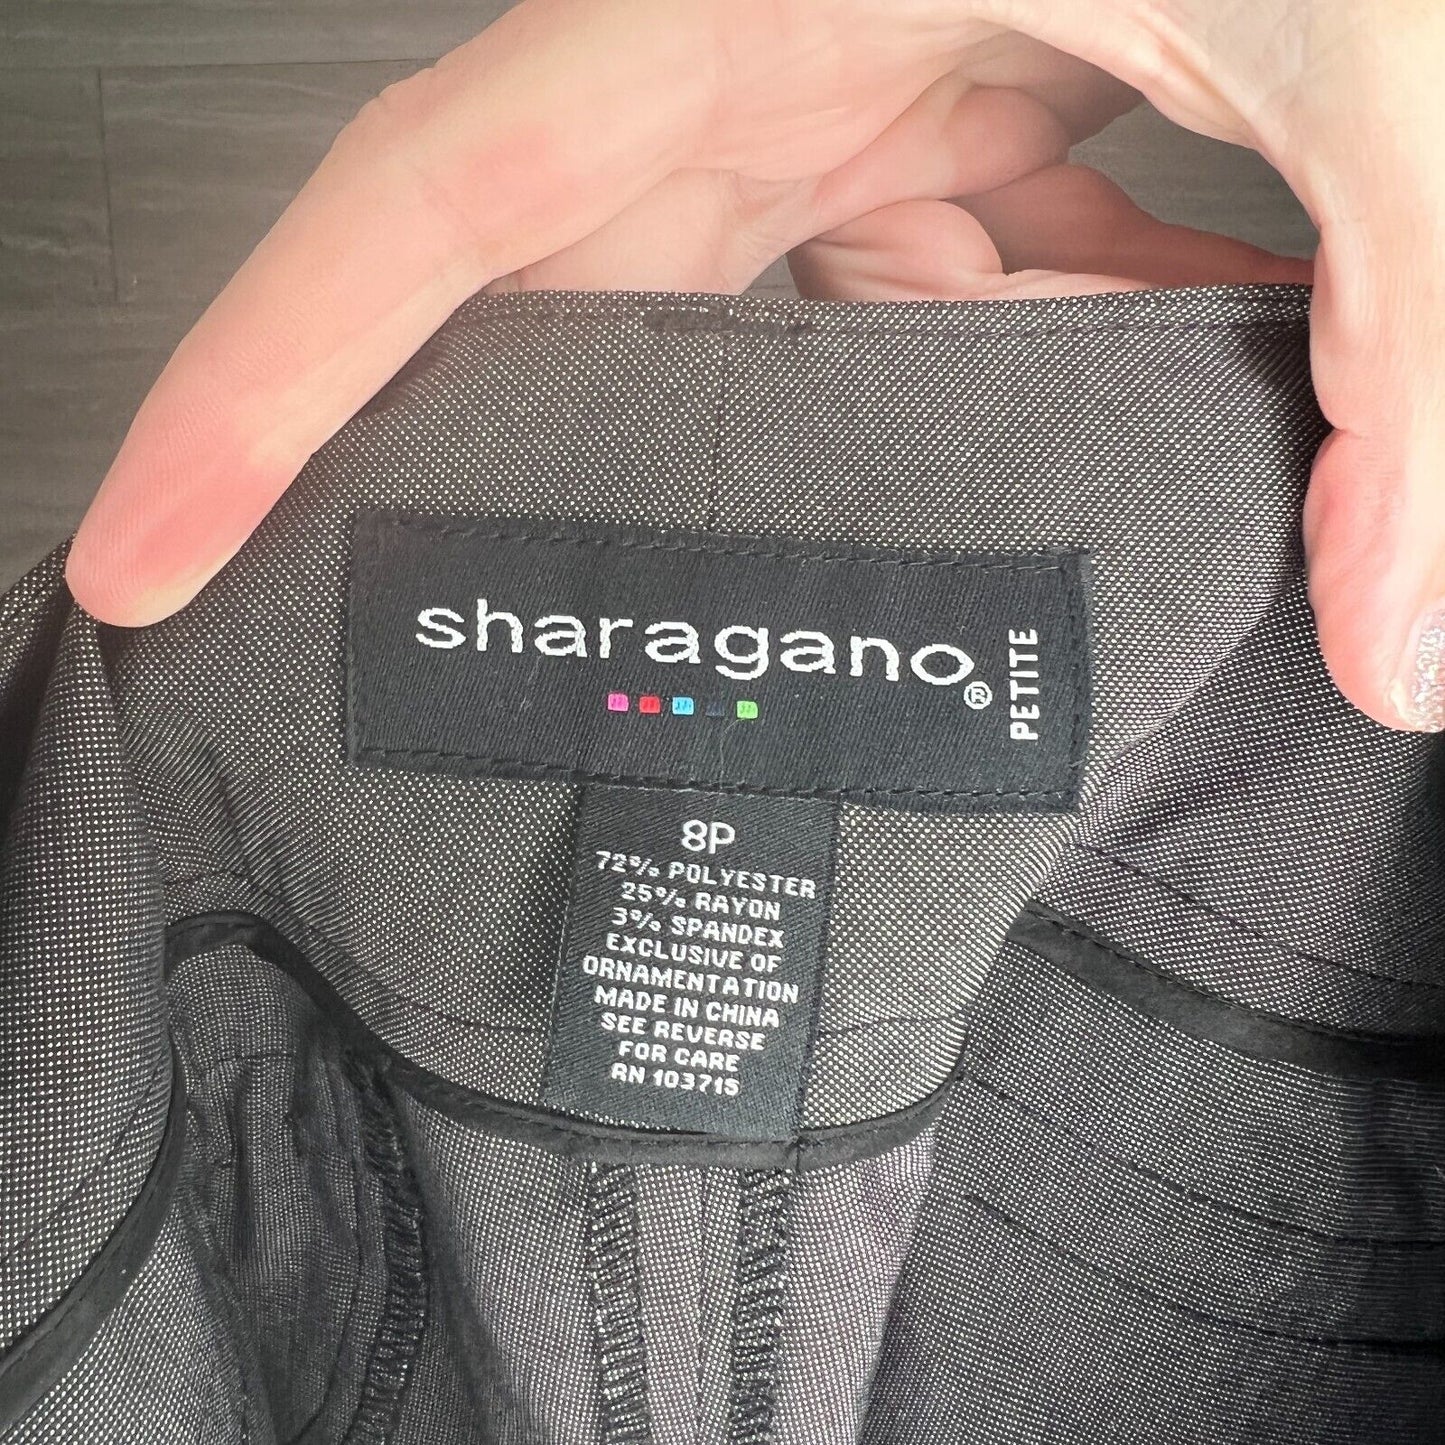 sharagano®
PETITE
8P
72% POLYESTER
25% RAYON
3% SPANDEX
EXCLUSIVE OF
ORNAMENTATION
MADE IN CHINA
SEE REVERSE
FOR CARE
RN 103715